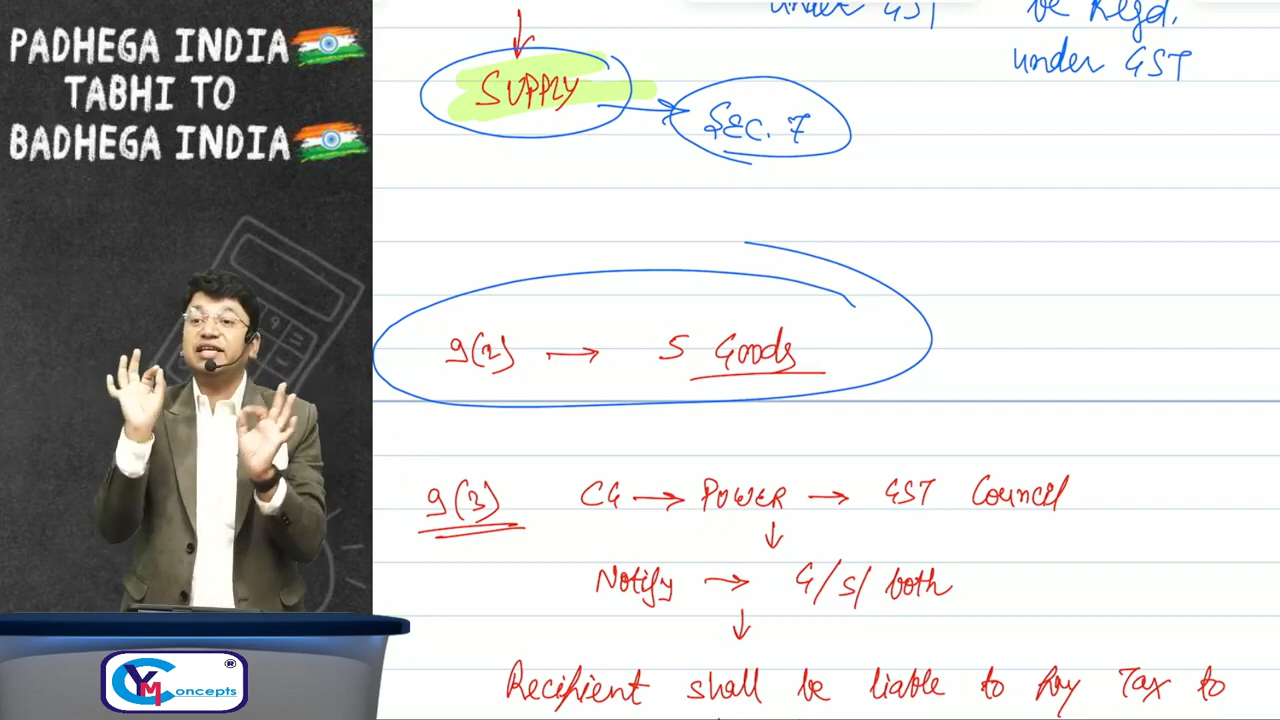 PADHEGA INDIA
TABHI TO
BADHEGA INDIA
under GST be Regd.
under GST
SUPPLY
SEC. 7
9(2) → 5 Goods
9(3) CG → POWER → GST Council
Notify → G/S/ both
Recipient shall be liable to Pay Tax to
YM Concepts ®